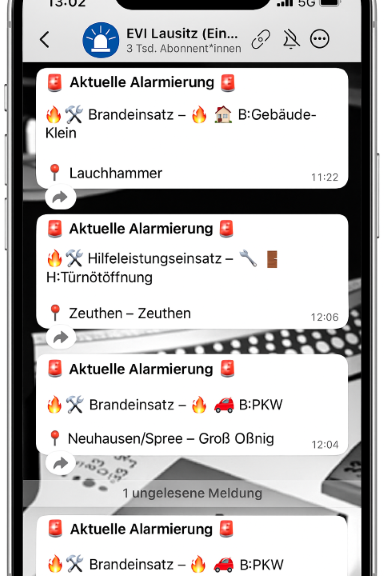 13:02
5G
EVI Lausitz (Ein...
3 Tsd. Abonnent*innen
🚨 Aktuelle Alarmierung 🚨
🔥🛠️ Brandeinsatz – 🔥 🏠 B:Gebäude-
Klein
📍 Lauchhammer
11:22
🚨 Aktuelle Alarmierung 🚨
🔥🛠️ Hilfeleistungseinsatz – 🔧 🚪
H:Türnötöffnung
📍 Zeuthen – Zeuthen
12:06
🚨 Aktuelle Alarmierung 🚨
🔥🛠️ Brandeinsatz – 🔥 🚗 B:PKW
📍 Neuhausen/Spree – Groß Oßnig
12:04
1 ungelesene Meldung
🚨 Aktuelle Alarmierung 🚨
🔥🛠️ Brandeinsatz – 🔥 🚗 B:PKW